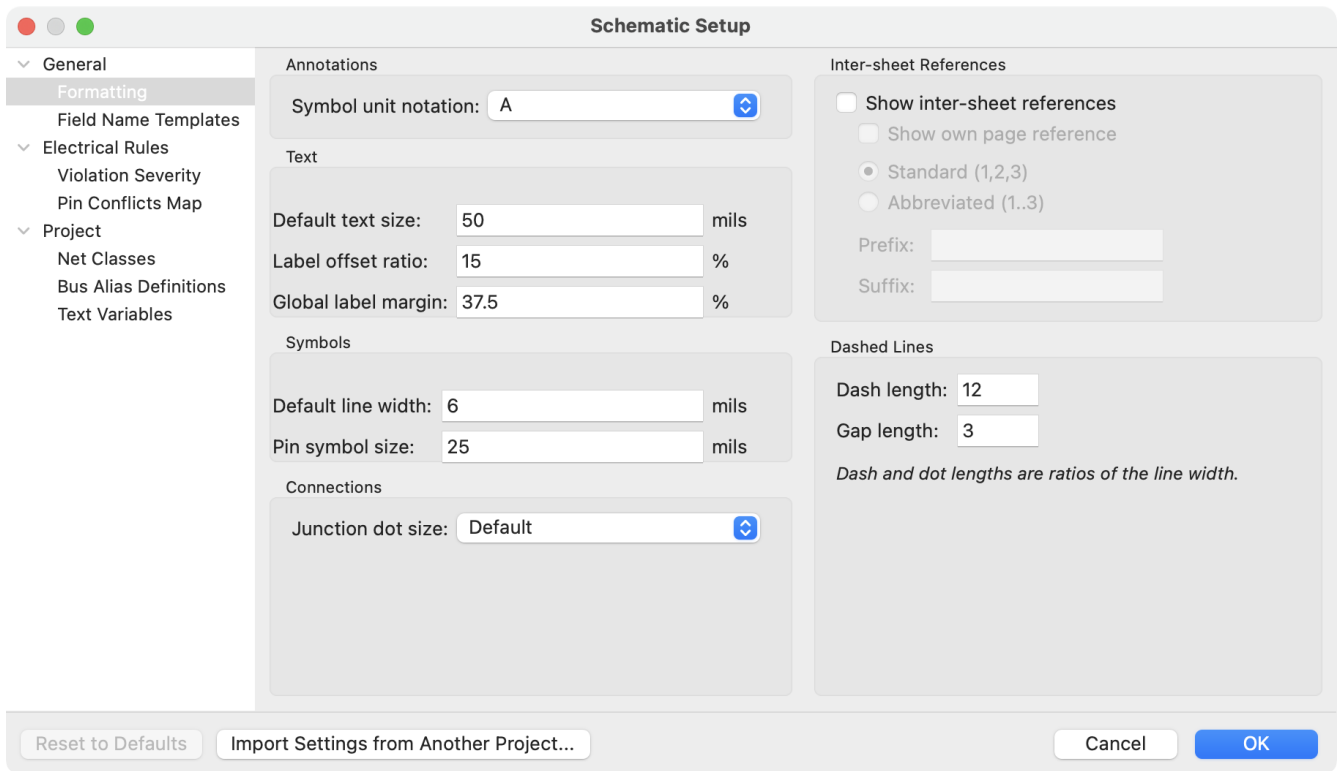 Schematic Setup
General
Formatting
Field Name Templates
Electrical Rules
Violation Severity
Pin Conflicts Map
Project
Net Classes
Bus Alias Definitions
Text Variables
Annotations
Symbol unit notation: A
Text
Default text size: 50 mils
Label offset ratio: 15 %
Global label margin: 37.5 %
Symbols
Default line width: 6 mils
Pin symbol size: 25 mils
Connections
Junction dot size: Default
Inter-sheet References
Show inter-sheet references
Show own page reference
Standard (1,2,3)
Abbreviated (1..3)
Prefix:
Suffix:
Dashed Lines
Dash length: 12
Gap length: 3
Dash and dot lengths are ratios of the line width.
Reset to Defaults Import Settings from Another Project... Cancel OK